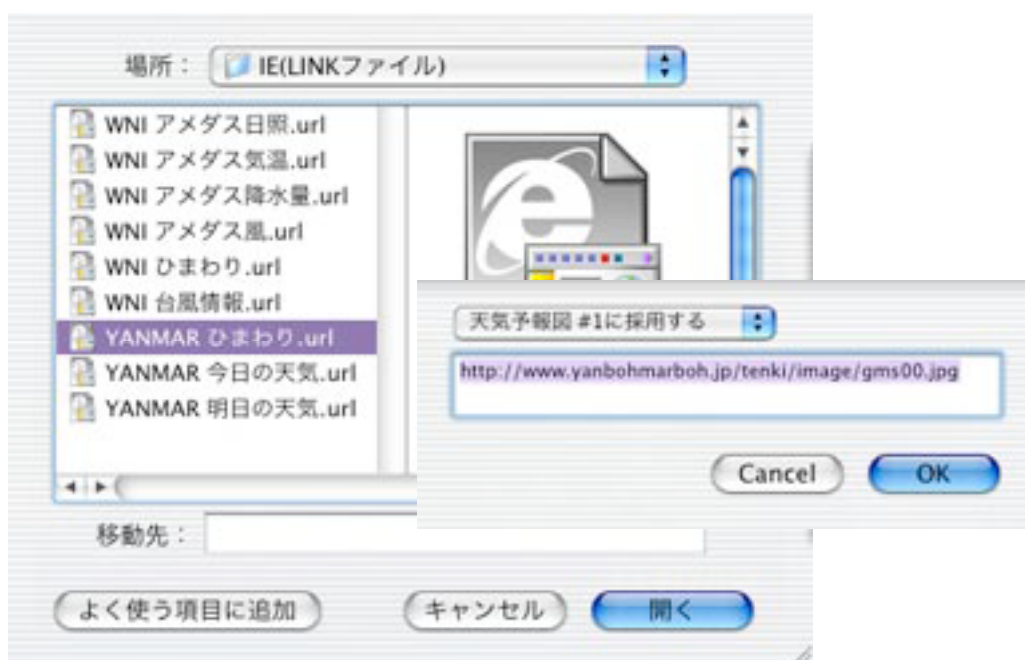 場所：
IE(LINKファイル)
WNI アメダス日照.url
WNI アメダス気温.url
WNI アメダス降水量.url
WNI アメダス風.url
WNI ひまわり.url
WNI 台風情報.url
YANMAR ひまわり.url
YANMAR 今日の天気.url
YANMAR 明日の天気.url
天気予報図 #1に採用する
http://www.yanbohmarboh.jp/tenki/image/gms00.jpg
Cancel
OK
移動先：
よく使う項目に追加
キャンセル
開く